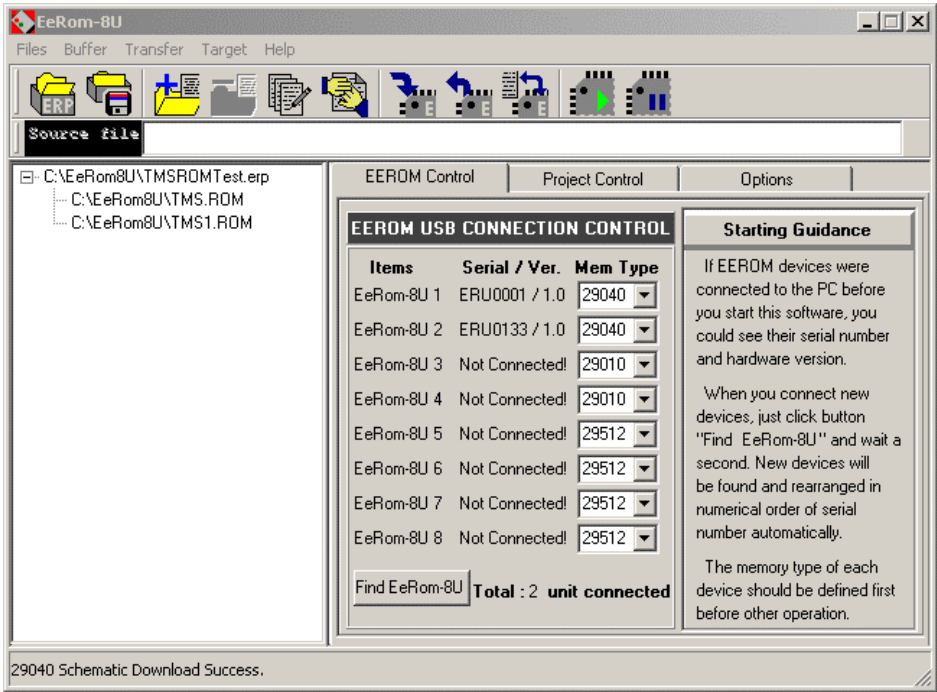 EeRom-8U
Files Buffer Transfer Target Help
ERP E E E
Source file
C:\EeRom8U\TMSROMTest.erp
C:\EeRom8U\TMS.ROM
C:\EeRom8U\TMS1.ROM
EEROM Control Project Control Options
EEROM USB CONNECTION CONTROL
Items Serial / Ver. Mem Type
EeRom-8U 1 ERU0001 / 1.0 29040
EeRom-8U 2 ERU0133 / 1.0 29040
EeRom-8U 3 Not Connected! 29010
EeRom-8U 4 Not Connected! 29010
EeRom-8U 5 Not Connected! 29512
EeRom-8U 6 Not Connected! 29512
EeRom-8U 7 Not Connected! 29512
EeRom-8U 8 Not Connected! 29512
Find EeRom-8U Total : 2 unit connected
Starting Guidance
If EEROM devices were
connected to the PC before
you start this software, you
could see their serial number
and hardware version.
When you connect new
devices, just click button
"Find EeRom-8U" and wait a
second. New devices will
be found and rearranged in
numerical order of serial
number automatically.
The memory type of each
device should be defined first
before other operation.
29040 Schematic Download Success.